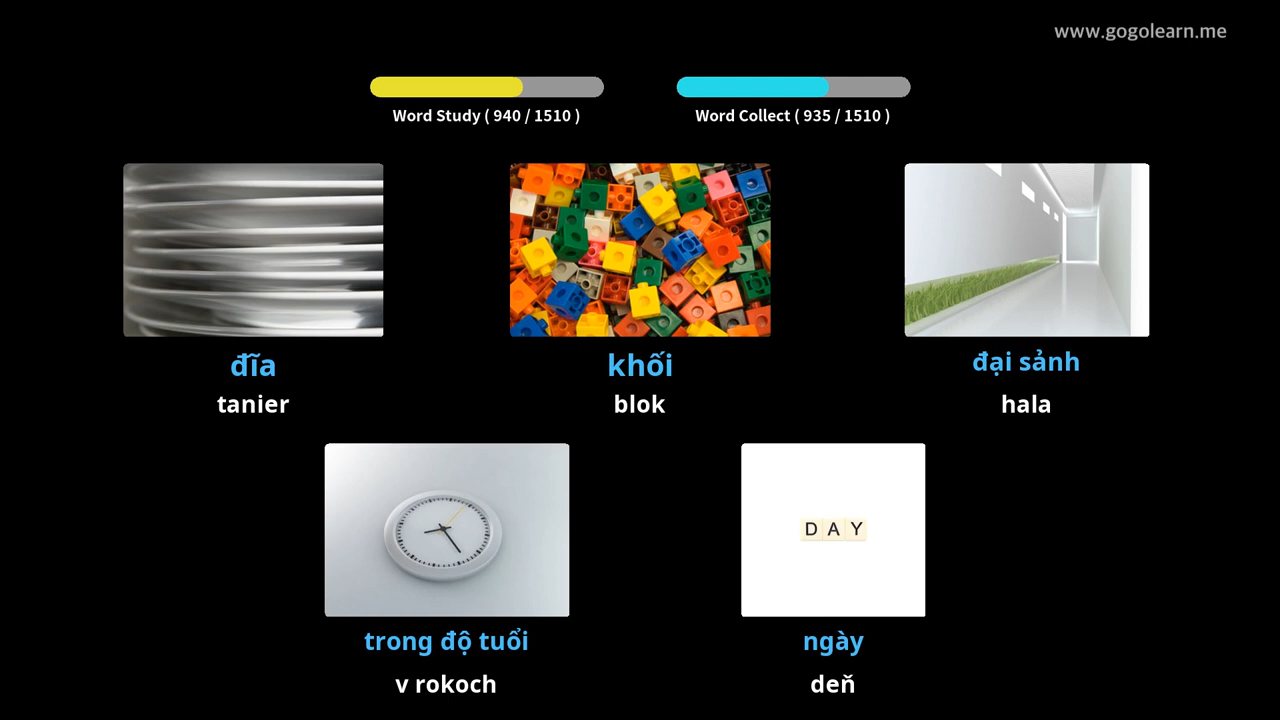 www.gogolearn.me
Word Study ( 940 / 1510 )
Word Collect ( 935 / 1510 )
đĩa
tanier
khối
blok
đại sảnh
hala
D A Y
trong độ tuổi
v rokoch
ngày
deň